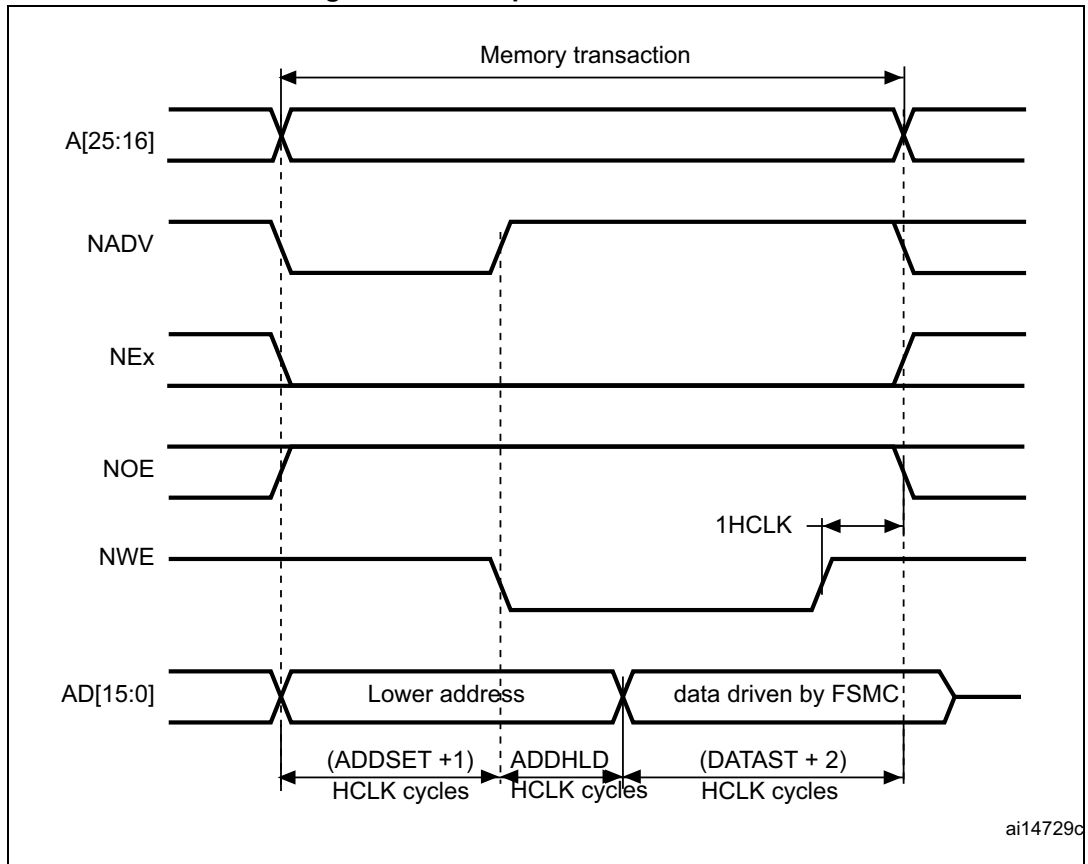 Memory transaction
A[25:16]
NADV
NEx
NOE
1HCLK
NWE
AD[15:0]
Lower address
data driven by FSMC
(ADDSET +1)
HCLK cycles
ADDHLD
HCLK cycles
(DATAST + 2)
HCLK cycles
ai14729c